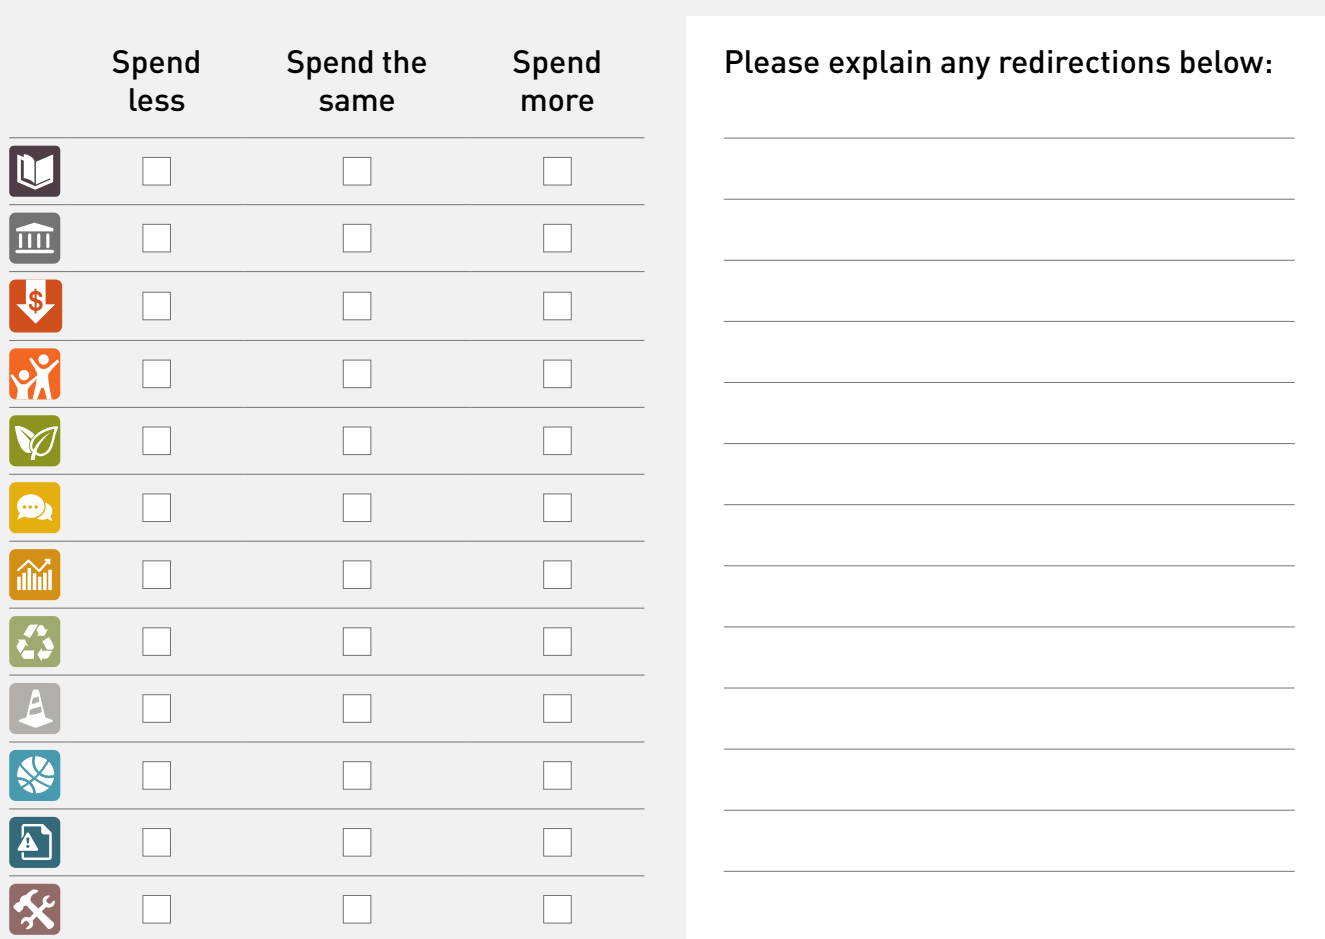 Spend
less
Spend the
same
Spend
more
Please explain any redirections below:
$